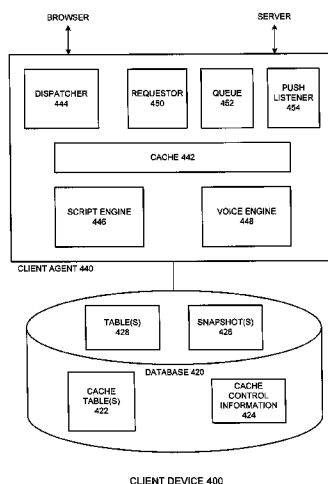 BROWSER
SERVER
DISPATCHER
444
REQUESTOR
450
QUEUE
452
PUSH
LISTENER
454
CACHE 442
SCRIPT ENGINE
446
VOICE ENGINE
448
CLIENT AGENT 440
TABLE(S)
428
SNAPSHOT(S)
426
DATABASE 420
CACHE
TABLE(S)
422
CACHE
CONTROL
INFORMATION
424
CLIENT DEVICE 400